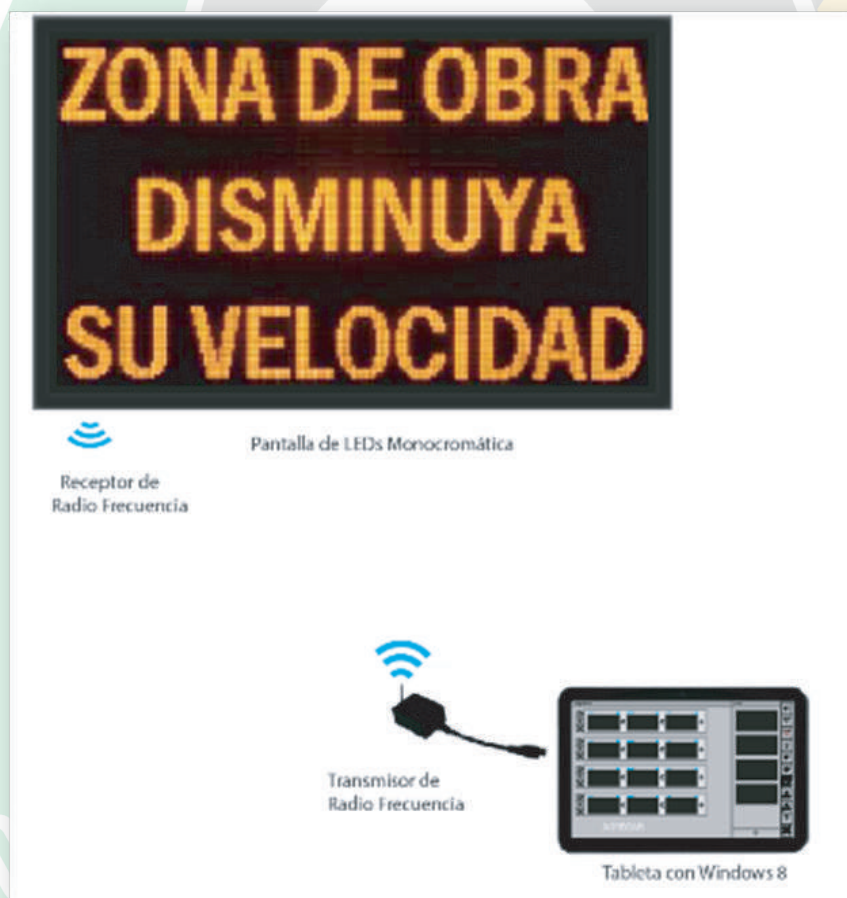 ZONA DE OBRA
DISMINUYA
SU VELOCIDAD
Pantalla de LEDs Monocromática
Receptor de
Radio Frecuencia
Transmisor de
Radio Frecuencia
Tableta con Windows 8